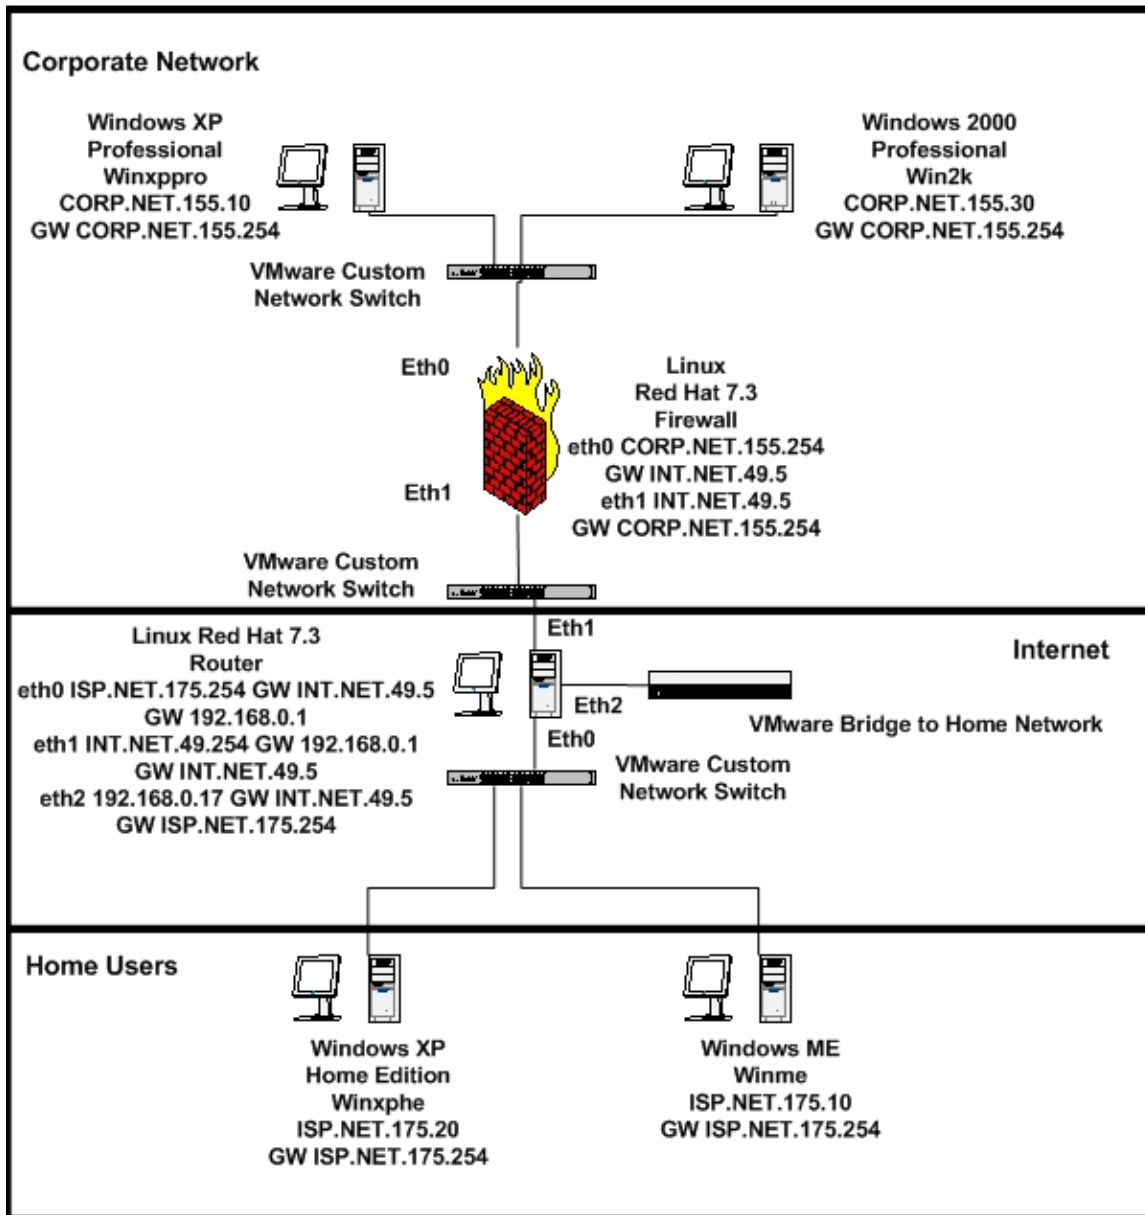 Corporate Network
Windows XP
Professional
Winxppro
CORP.NET.155.10
GW CORP.NET.155.254
Windows 2000
Professional
Win2k
CORP.NET.155.30
GW CORP.NET.155.254
VMware Custom
Network Switch
Eth0
Linux
Red Hat 7.3
Firewall
eth0 CORP.NET.155.254
GW INT.NET.49.5
eth1 INT.NET.49.5
GW CORP.NET.155.254
Eth1
VMware Custom
Network Switch
Linux Red Hat 7.3
Router
eth0 ISP.NET.175.254 GW INT.NET.49.5
GW 192.168.0.1
eth1 INT.NET.49.254 GW 192.168.0.1
GW INT.NET.49.5
eth2 192.168.0.17 GW INT.NET.49.5
GW ISP.NET.175.254
Eth1
Internet
Eth2
VMware Bridge to Home Network
Eth0
VMware Custom
Network Switch
Home Users
Windows XP
Home Edition
Winxphe
ISP.NET.175.20
GW ISP.NET.175.254
Windows ME
Winme
ISP.NET.175.10
GW ISP.NET.175.254